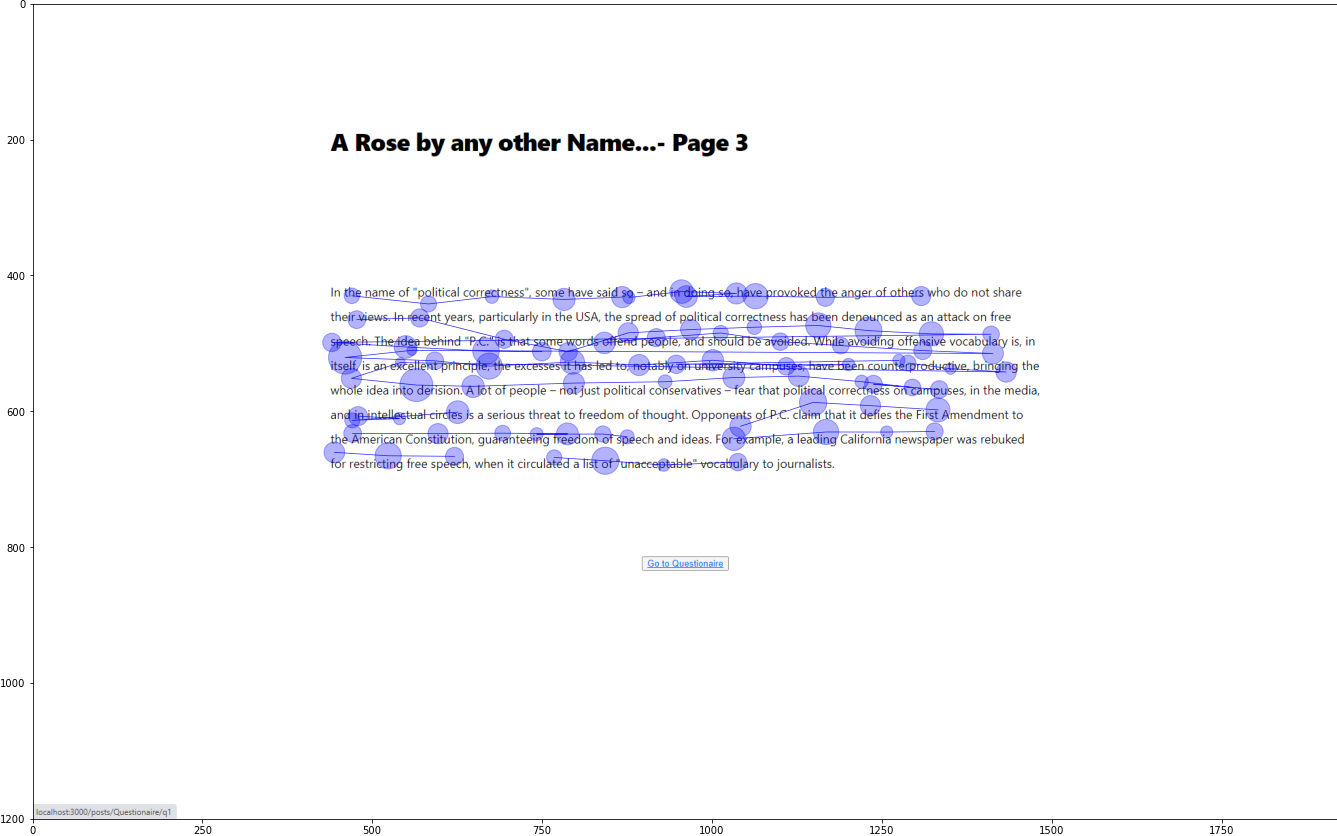 0
200
A Rose by any other Name...- Page 3
400
In the name of "political correctness", some have said so – and in doing so–have provoked the anger of others who do not share
their views. In recent years, particularly in the USA, the spread of political correctness has been denounced as an attack on free
speech. The idea behind "P.C." is that some words offend people, and should be avoided. While avoiding offensive vocabulary is, in
itself, is an excellent principle, the excesses it has led to, notably on university campuses, have been counterproductive, bringing the
whole idea into derision. A lot of people – not just political conservatives – fear that political correctness on campuses, in the media,
600
and in intellectual circles is a serious threat to freedom of thought. Opponents of P.C. claim that it defies the First Amendment to
the American Constitution, guaranteeing freedom of speech and ideas. For example, a leading California newspaper was rebuked
for restricting free speech, when it circulated a list of "unacceptable" vocabulary to journalists.
800
Go to Questionaire
1000
localhost:3000/posts/Questionaire/q1
1200
0 250 500 750 1000 1250 1500 1750